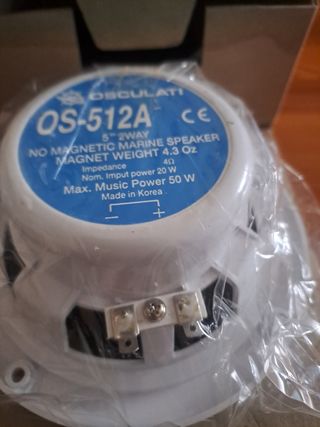 OSCULATI
QS-512A CE
5" 2WAY
NO MAGNETIC MARINE SPEAKER
MAGNET WEIGHT 4.3 Oz
Impedance 4Ω
Nom. Imput power 20 W
Max. Music Power 50 W
Made in Korea
− +